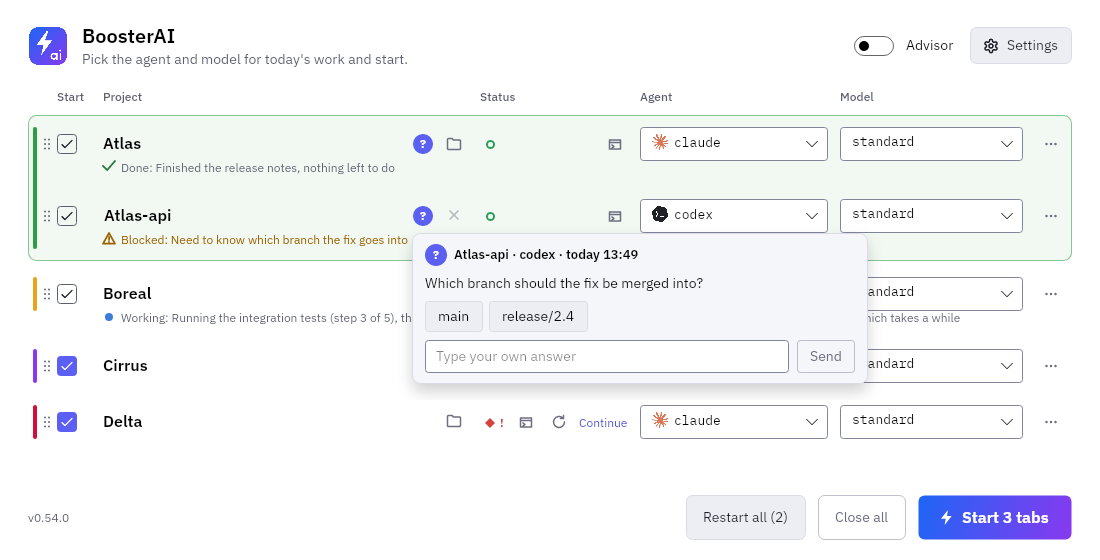 ai
BoosterAI
Pick the agent and model for today's work and start.
Advisor
Settings
Start Project Status Agent Model
Atlas ? claude standard ...
Done: Finished the release notes, nothing left to do
Atlas-api ? codex standard ...
Blocked: Need to know which branch the fix goes into
? Atlas-api · codex · today 13:49
Which branch should the fix be merged into?
main release/2.4
Type your own answer Send
Boreal standard ...
Working: Running the integration tests (step 3 of 5), takes a while
Cirrus standard ...
Delta ! Continue claude standard ...
v0.54.0 Restart all (2) Close all Start 3 tabs